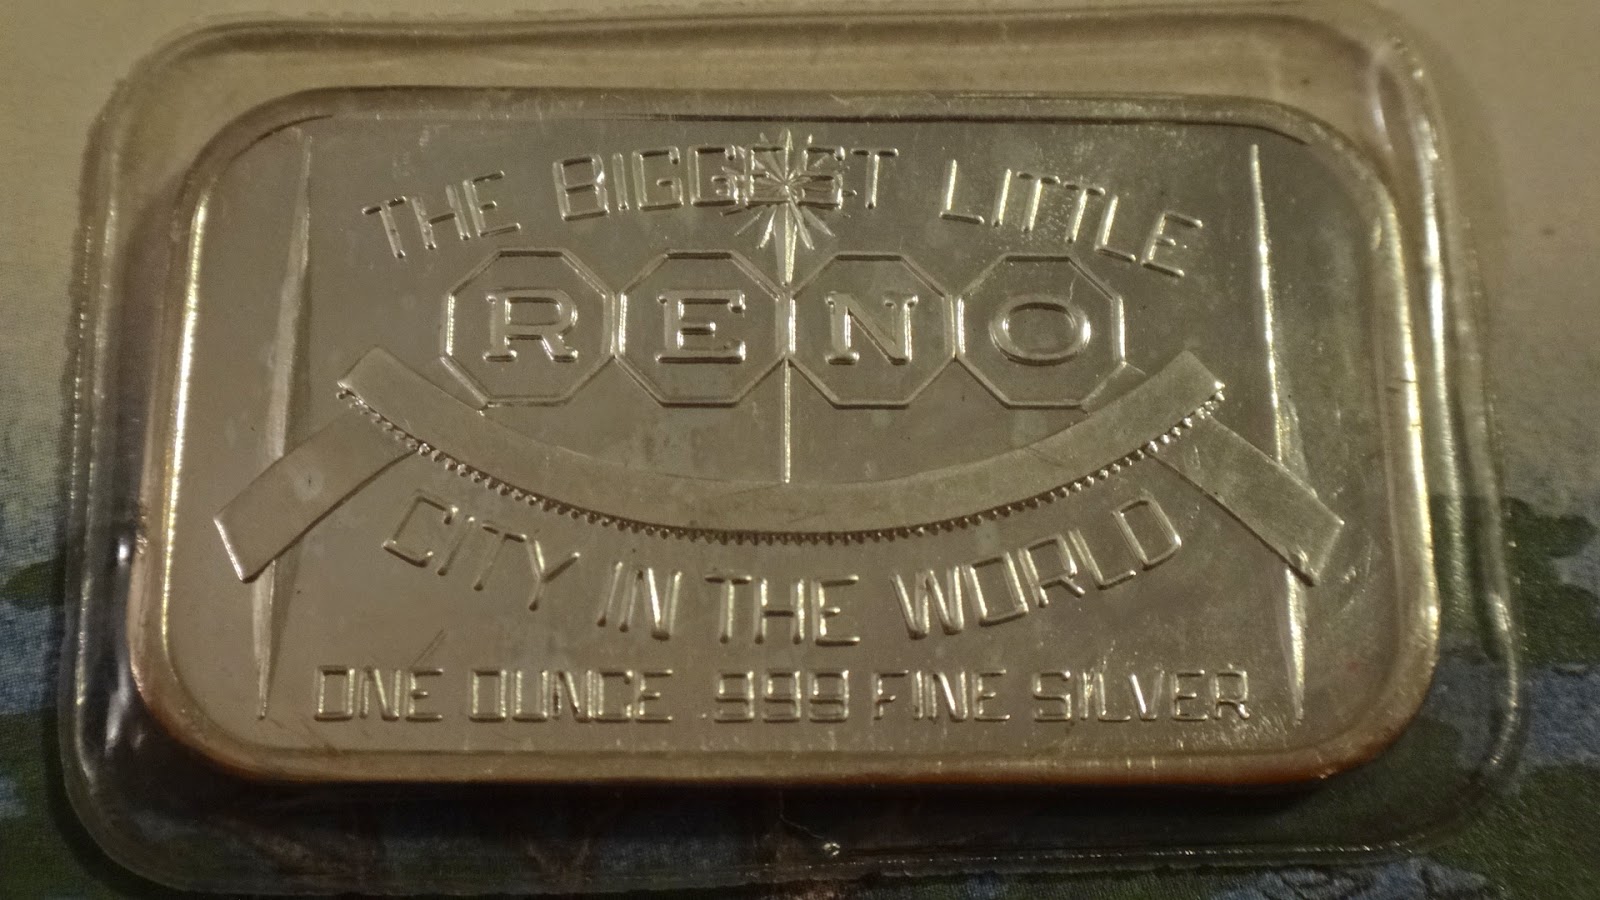 THE BIGGEST LITTLE
RENO
CITY IN THE WORLD
ONE OUNCE .999 FINE SILVER